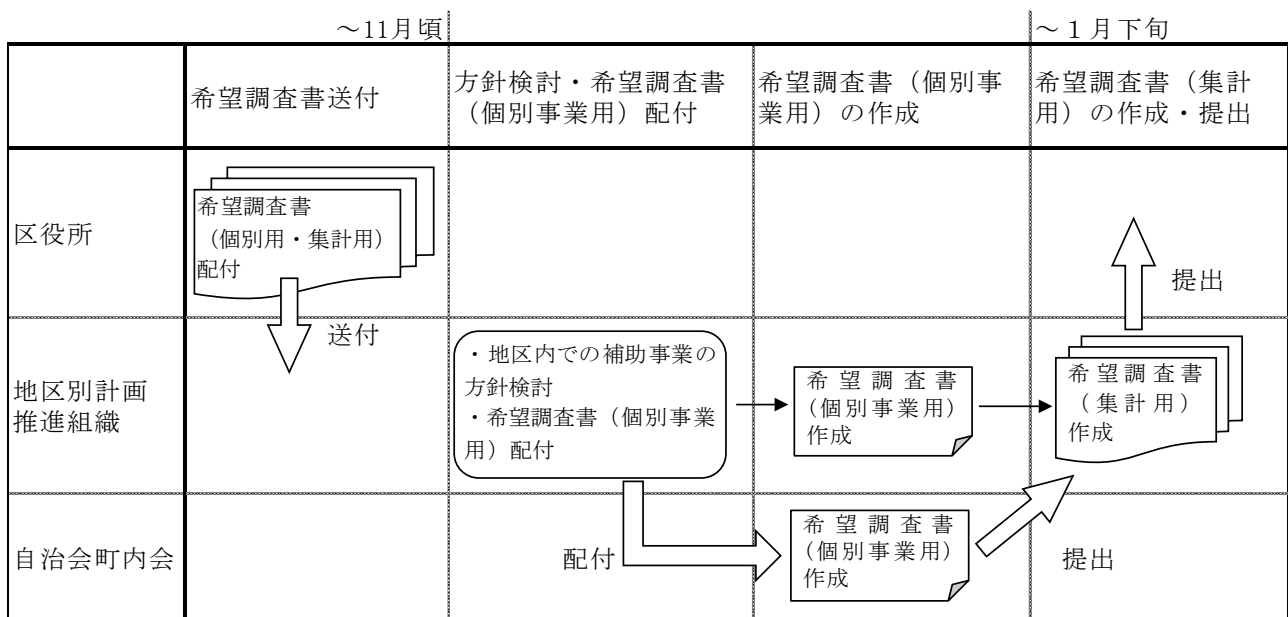 ～11月頃
～１月下旬
希望調査書送付
方針検討・希望調査書
（個別事業用）配付
希望調査書（個別事
業用）の作成
希望調査書（集計
用）の作成・提出
区役所
希望調査書
（個別用・集計用）
配付
送付
提出
地区別計画
推進組織
・地区内での補助事業の
方針検討
・希望調査書（個別事業
用）配付
希望調査書
（個別事業用）
作成
希望調査書
（集計用）
作成
自治会町内会
配付
希望調査書
（個別事業用）
作成
提出